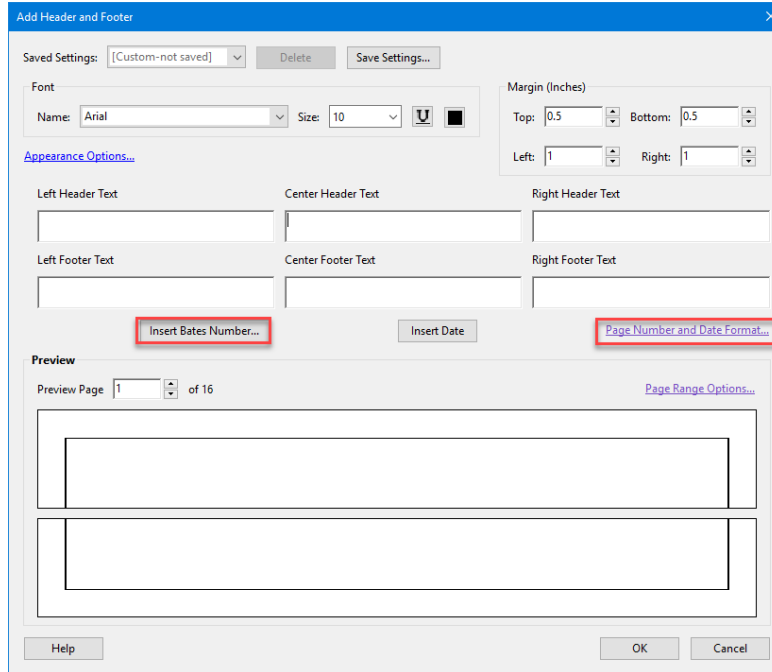 Add Header and Footer
Saved Settings: [Custom-not saved] Delete Save Settings...
Font
Name: Arial Size: 10 U
Margin (Inches)
Top: 0.5 Bottom: 0.5
Left: 1 Right: 1
Appearance Options...
Left Header Text Center Header Text Right Header Text
Left Footer Text Center Footer Text Right Footer Text
Insert Bates Number... Insert Date Page Number and Date Format...
Preview
Preview Page 1 of 16 Page Range Options...
Help OK Cancel